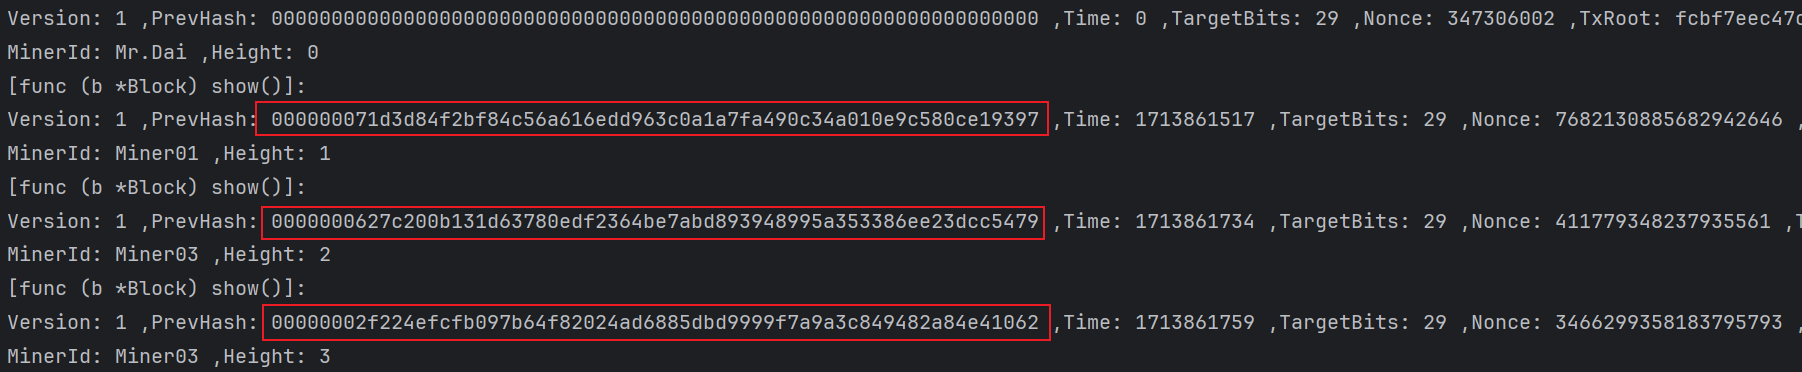 Version: 1 ,PrevHash: 0000000000000000000000000000000000000000000000000000000000000000 ,Time: 0 ,TargetBits: 29 ,Nonce: 347306002 ,TxRoot: fcbf7eec47c
MinerId: Mr.Dai ,Height: 0
[func (b *Block) show()]:
Version: 1 ,PrevHash: 000000071d3d84f2bf84c56a616edd963c0a1a7fa490c34a010e9c580ce19397 ,Time: 1713861517 ,TargetBits: 29 ,Nonce: 7682130885682942646 ,
MinerId: Miner01 ,Height: 1
[func (b *Block) show()]:
Version: 1 ,PrevHash: 0000000627c200b131d63780edf2364be7abd893948995a353386ee23dcc5479 ,Time: 1713861734 ,TargetBits: 29 ,Nonce: 411779348237935561 ,T
MinerId: Miner03 ,Height: 2
[func (b *Block) show()]:
Version: 1 ,PrevHash: 00000002f224efcfb097b64f82024ad6885dbd9999f7a9a3c849482a84e41062 ,Time: 1713861759 ,TargetBits: 29 ,Nonce: 3466299358183795793 ,
MinerId: Miner03 ,Height: 3